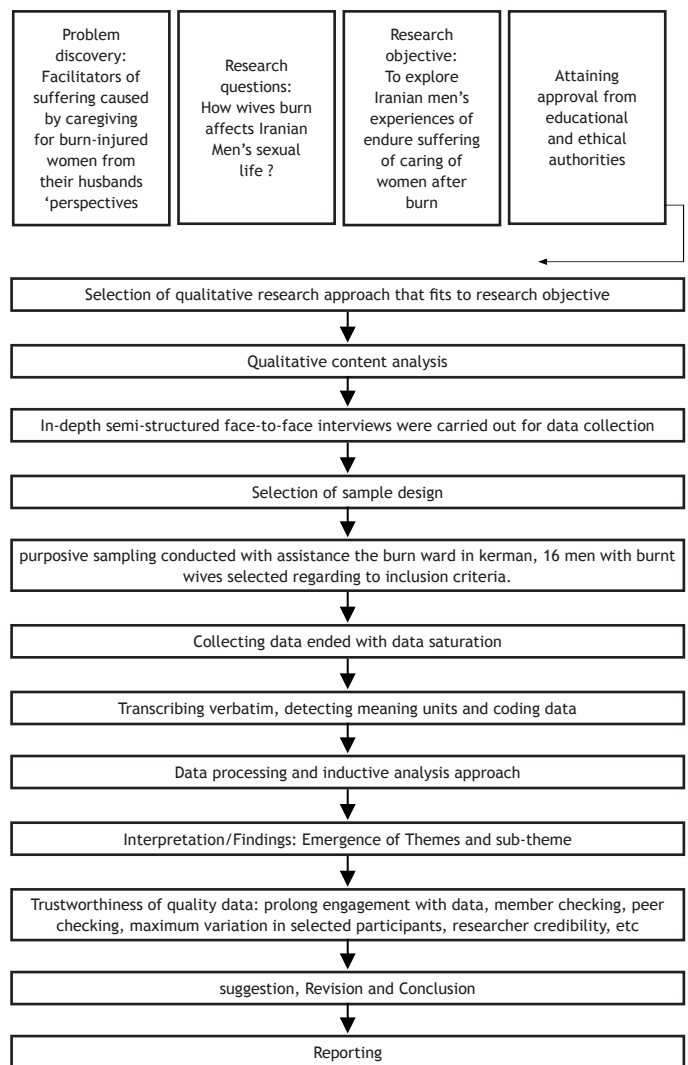 Problem
discovery:
Facilitators of
suffering caused
by caregiving
for burn-injured
women from
their husbands
‘perspectives
Research
questions:
How wives burn
affects Iranian
Men’s sexual
life ?
Research
objective:
To explore
Iranian men’s
experiences of
endure suffering
of caring of
women after
burn
Attaining
approval from
educational
and ethical
authorities
Selection of qualitative research approach that fits to research objective
Qualitative content analysis
In-depth semi-structured face-to-face interviews were carried out for data collection
Selection of sample design
purposive sampling conducted with assistance the burn ward in kerman, 16 men with burnt
wives selected regarding to inclusion criteria.
Collecting data ended with data saturation
Transcribing verbatim, detecting meaning units and coding data
Data processing and inductive analysis approach
Interpretation/Findings: Emergence of Themes and sub-theme
Trustworthiness of quality data: prolong engagement with data, member checking, peer
checking, maximum variation in selected participants, researcher credibility, etc
suggestion, Revision and Conclusion
Reporting